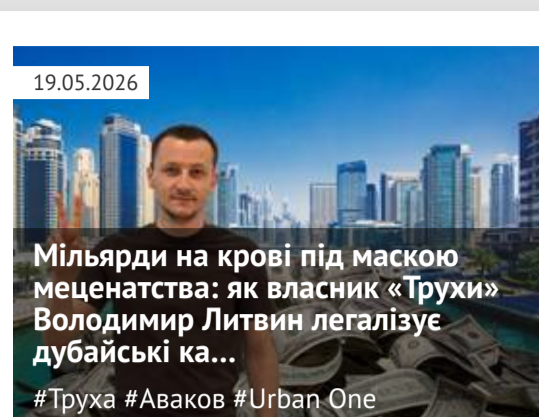 19.05.2026
Мільярди на крові під маскою
меценатства: як власник «Трухи»
Володимир Литвин легалізує
дубайські ка...
#Труха #Аваков #Urban One